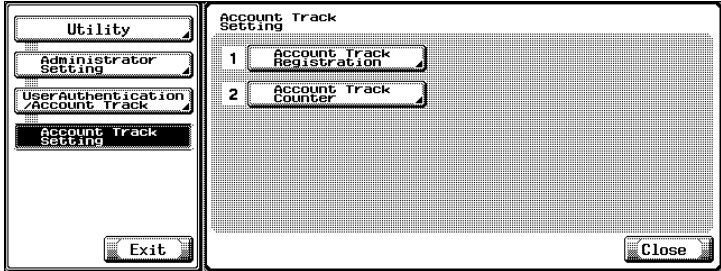 Utility
Administrator
Setting
UserAuthentication
/Account Track
Account Track
Setting
Exit
Account Track
Setting
1 Account Track
Registration
2 Account Track
Counter
Close